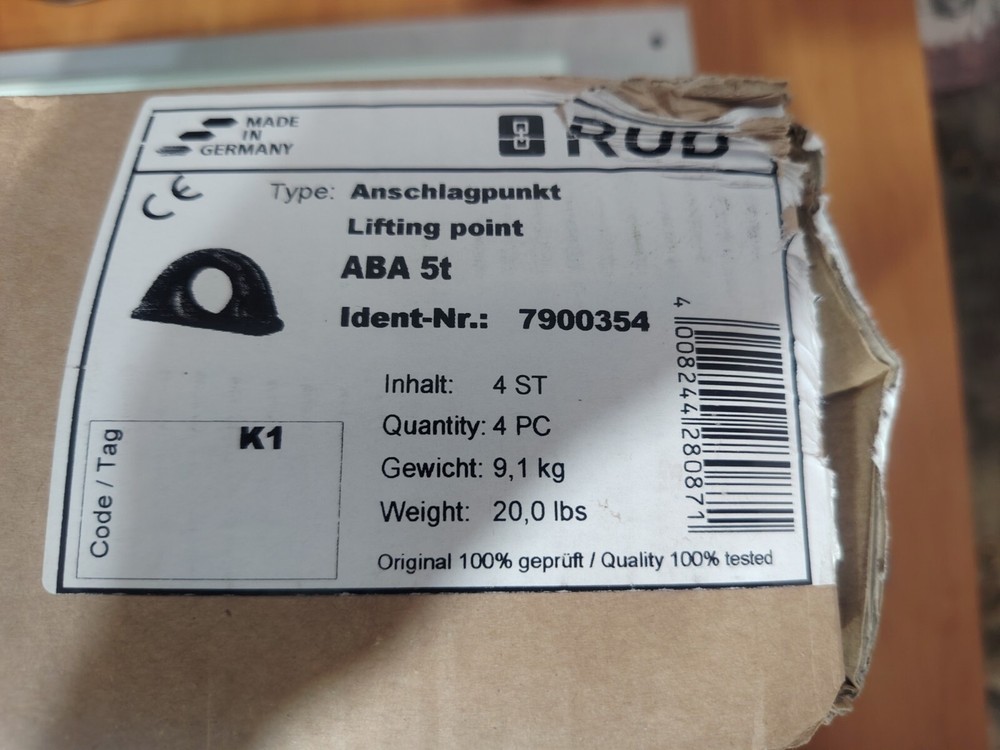 MADE
IN
GERMANY
RUD
CE
Type: Anschlagpunkt
Lifting point
ABA 5t
Ident-Nr.: 7900354
Inhalt: 4 ST
Quantity: 4 PC
Gewicht: 9,1 kg
Weight: 20,0 lbs
Code / Tag
K1
4 008244 280871
Original 100% geprüft / Quality 100% tested